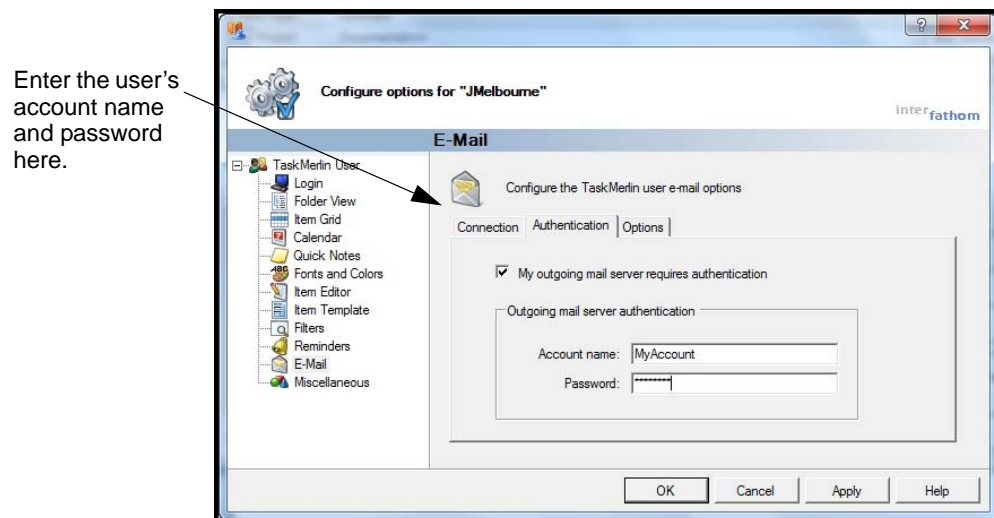 Enter the user's
account name
and password
here.
Configure options for "JMelbourne"
inter fathom
E-Mail
TaskMerlin User
Login
Folder View
Item Grid
Calendar
Quick Notes
Fonts and Colors
Item Editor
Item Template
Filters
Reminders
E-Mail
Miscellaneous
Configure the TaskMerlin user e-mail options
Connection Authentication Options
My outgoing mail server requires authentication
Outgoing mail server authentication
Account name: MyAccount
Password: ********
OK Cancel Apply Help